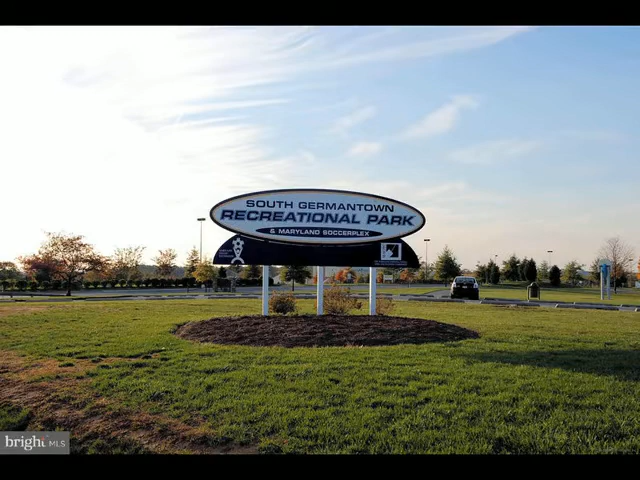 SOUTH GERMANTOWN
RECREATIONAL PARK
& MARYLAND SOCCERPLEX
bright MLS